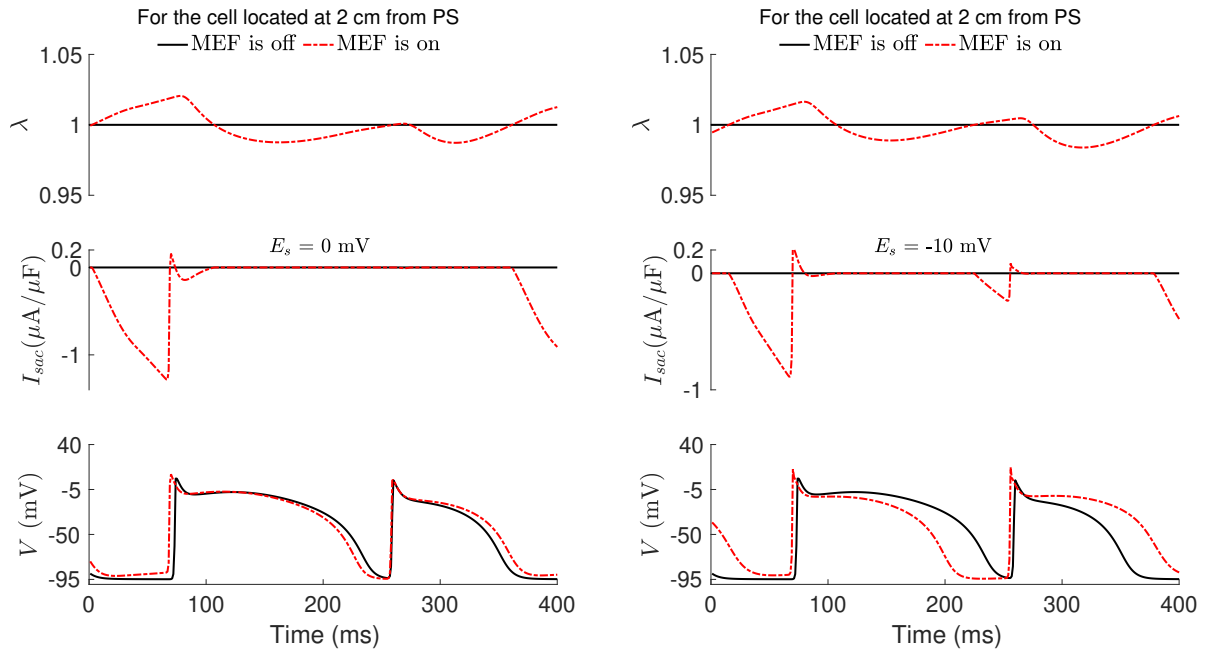 For the cell located at 2 cm from PS
MEF is off MEF is on
1.05
1
0.95
λ
E_s = 0 mV
0.2
0
-1
I_sac(μA/μF)
40
-5
-50
-95
V (mV)
0 100 200 300 400
Time (ms)
For the cell located at 2 cm from PS
MEF is off MEF is on
1.05
1
0.95
λ
E_s = -10 mV
0.2
0
-1
I_sac(μA/μF)
40
-5
-50
-95
V (mV)
0 100 200 300 400
Time (ms)